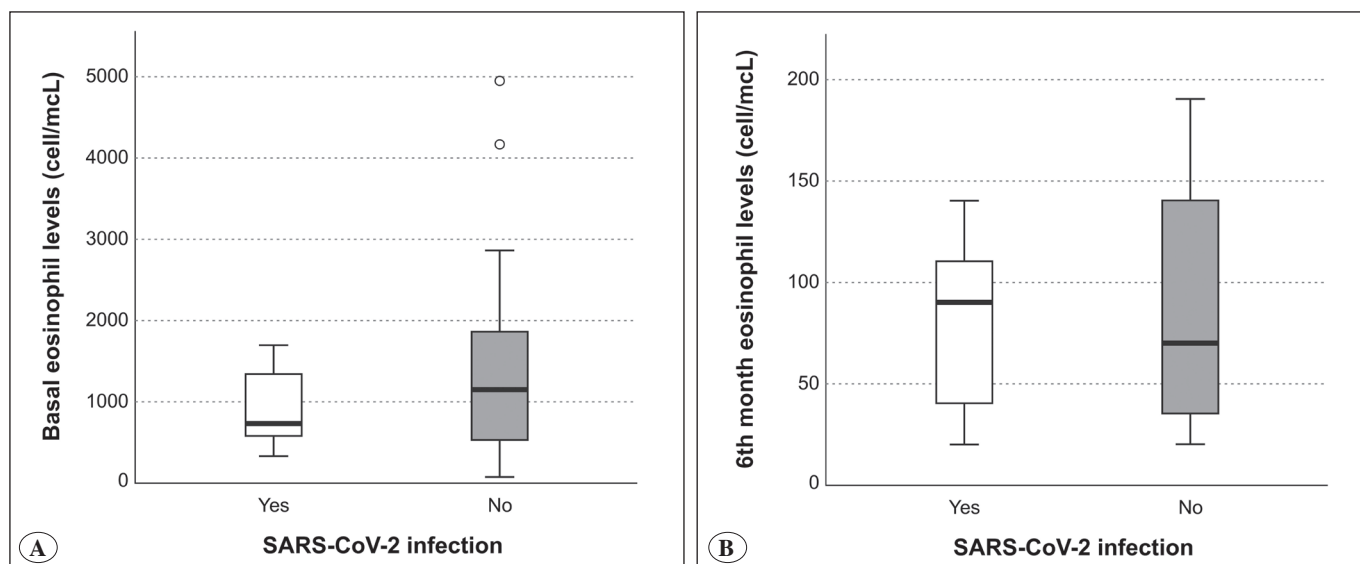 Basal eosinophil levels (cell/mcL)
5000
4000
3000
2000
1000
0
Yes
No
SARS-CoV-2 infection
A
6th month eosinophil levels (cell/mcL)
200
150
100
50
0
Yes
No
SARS-CoV-2 infection
B